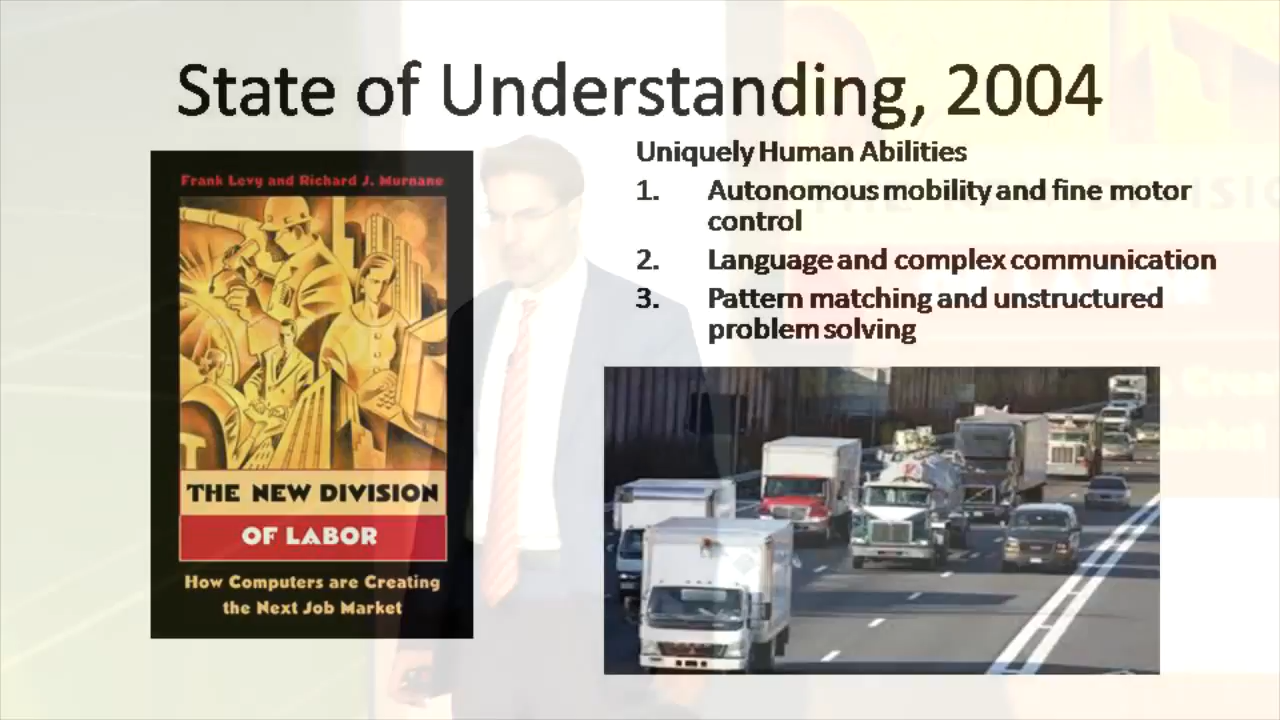 State of Understanding, 2004
Frank Levy and Richard J. Murnane
THE NEW DIVISION
OF LABOR
How Computers are Creating
the Next Job Market
Uniquely Human Abilities
1. Autonomous mobility and fine motor
control
2. Language and complex communication
3. Pattern matching and unstructured
problem solving